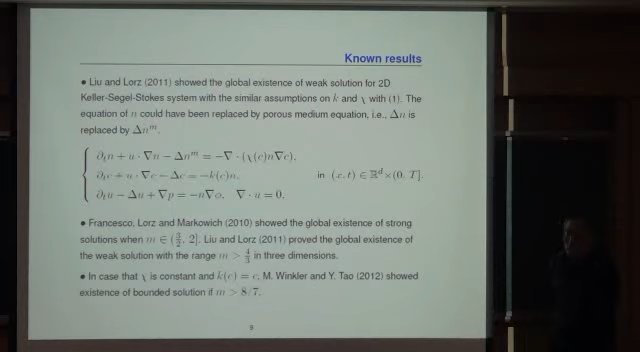 Known results
• Liu and Lorz (2011) showed the global existence of weak solution for 2D
Keller-Segel-Stokes system with the similar assumptions on k and χ with (1). The
equation of n could have been replaced by porous medium equation, i.e., Δn is
replaced by Δn^m.
∂ₜn + u · ∇n − Δn^m = −∇ · (χ(c)n∇c),
∂ₜc + u · ∇c − Δc = −k(c)n, in (x, t) ∈ ℝ^d×(0, T].
∂ₜu − Δu + ∇p = −n∇φ, ∇ · u = 0,
• Francesco, Lorz and Markowich (2010) showed the global existence of strong
solutions when m ∈ (3/2, 2]. Liu and Lorz (2011) proved the global existence of
the weak solution with the range m > 4/3 in three dimensions.
• In case that χ is constant and k(c) = c, M. Winkler and Y. Tao (2012) showed
existence of bounded solution if m > 8/7.
9